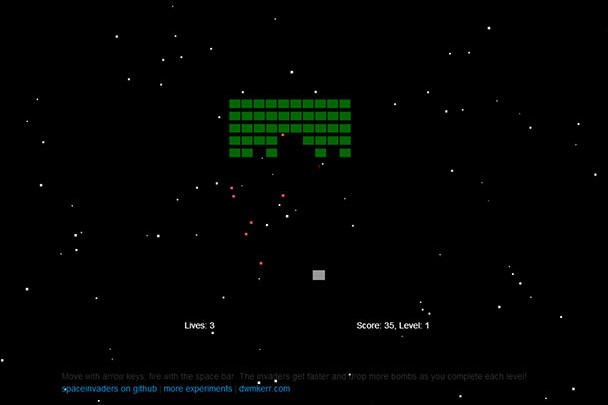 Lives: 3
Score: 35, Level: 1
Move with arrow keys, fire with the space bar. The invaders get faster and drop more bombs as you complete each level!
spaceinvaders on github | more experiments | dwmkerr.com